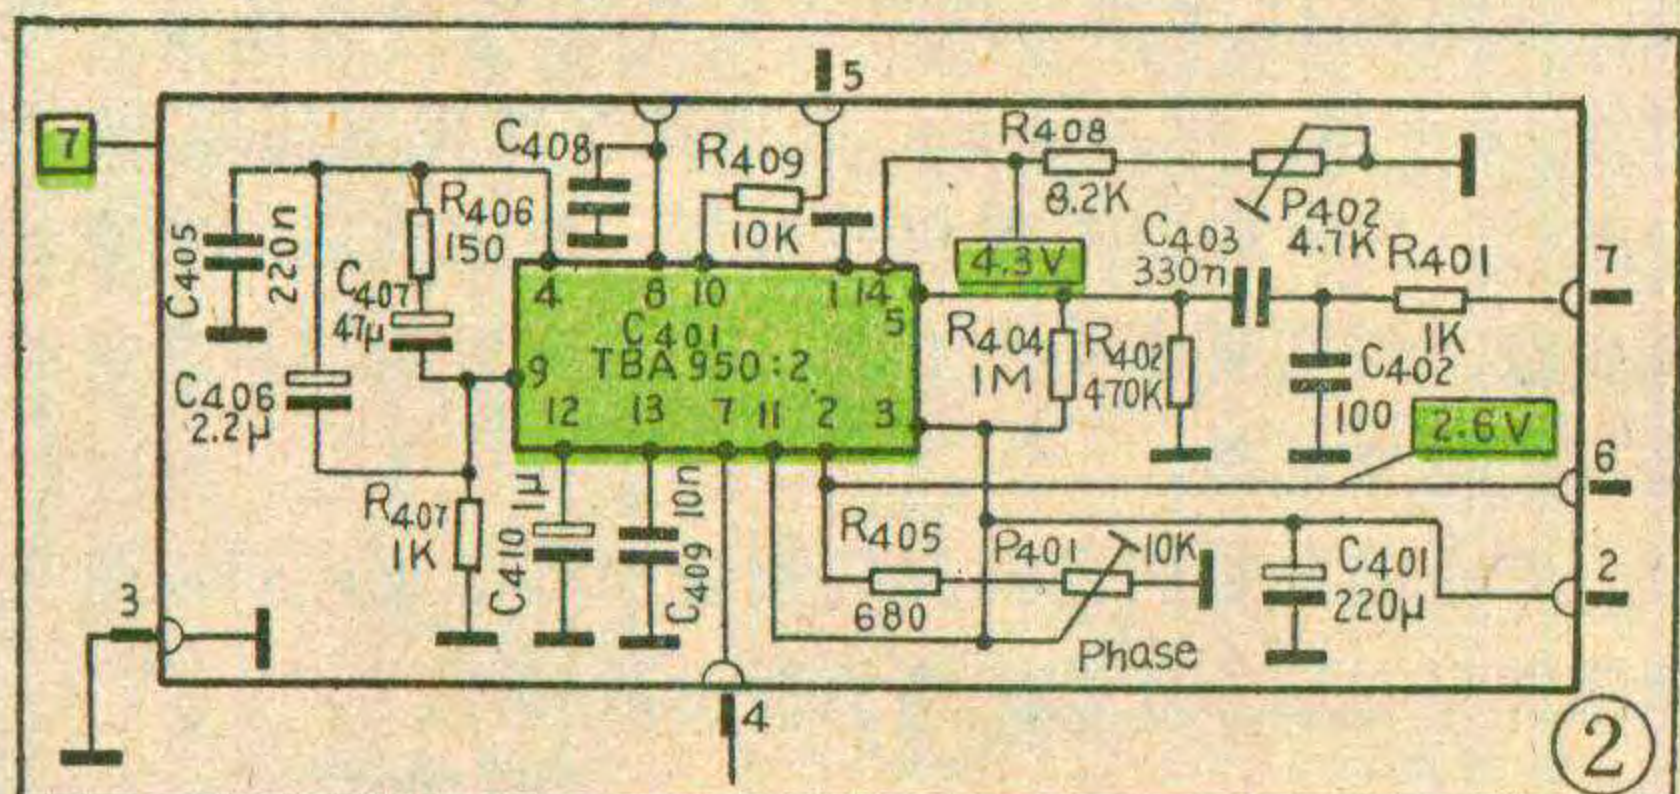 5
7
C408
R409
10K
R408
8.2K
P402
4.7K
R406
150
C405
220n
C407
47μ
C406
2.2μ
4.3V
C403
330n
R401
1K
7
4 8 10 1 14
5
C401
TBA 950:2
9
12 13 7 11 2 3
R404
1M
R402
470K
C402
100
2.6V
6
R407
1K
C410
1μ
C409
10n
R405
680
P401
10K
Phase
C401
220μ
2
3
4
2